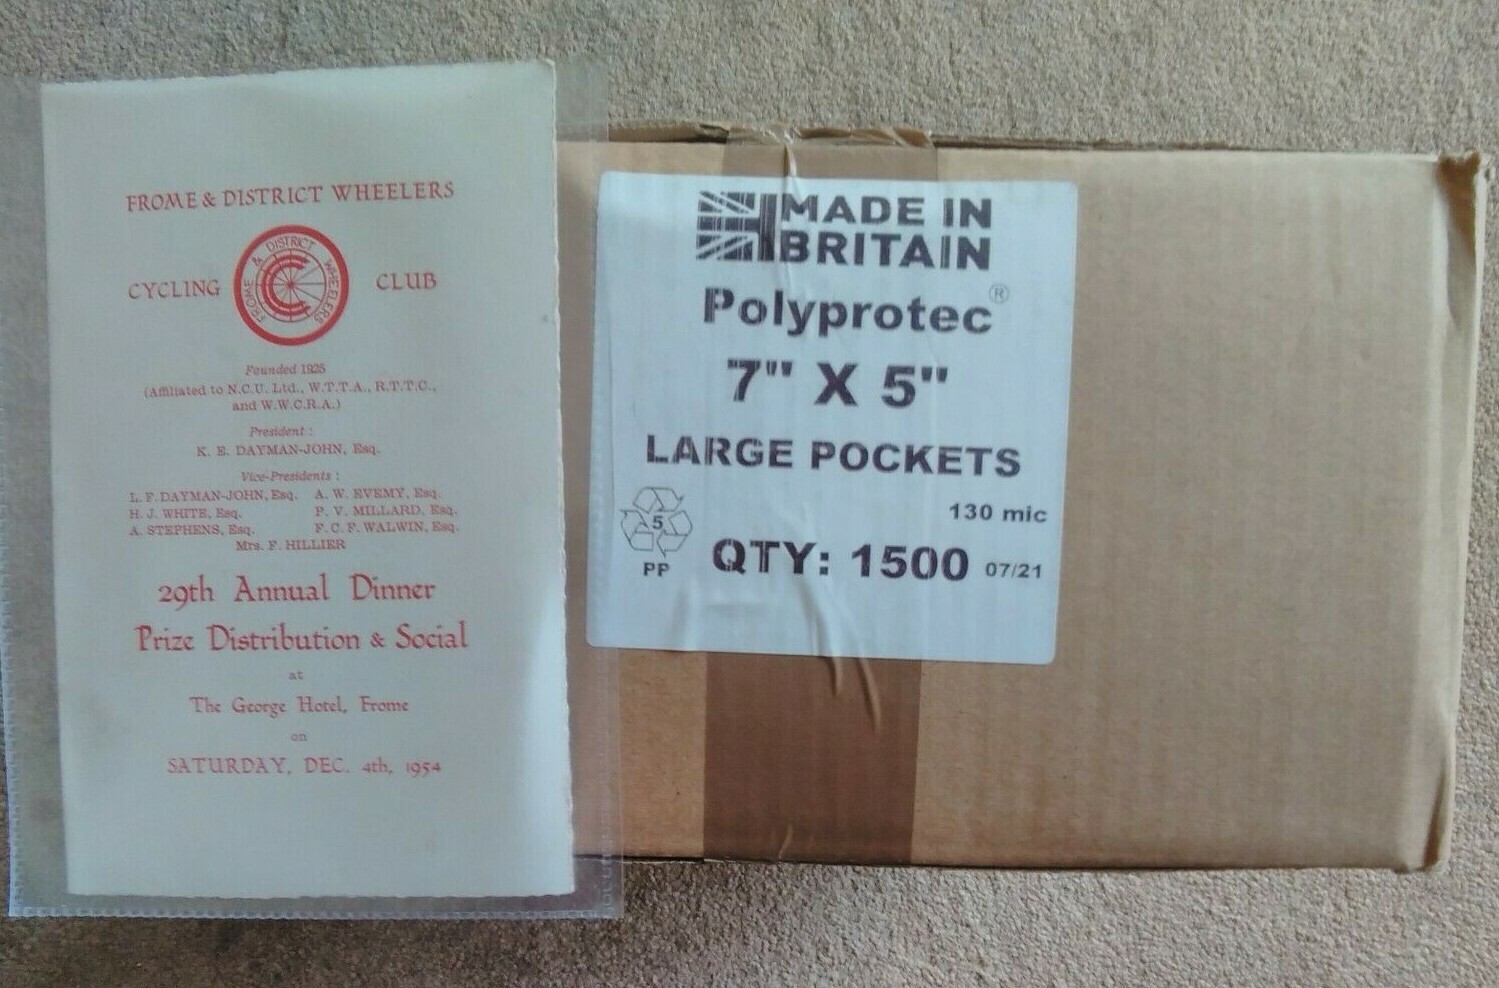 FROME & DISTRICT WHEELERS
CYCLING CLUB
FROME & DISTRICT WHEELERS
Founded 1925
(Affiliated to N.C.U. Ltd., W.T.T.A., R.T.T.C.,
and W.W.C.R.A.)
President :
K. E. DAYMAN-JOHN, Esq.
Vice-Presidents :
L. F. DAYMAN-JOHN, Esq. A. W. EVEMY, Esq.
H. J. WHITE, Esq. P. V. MILLARD, Esq.
A. STEPHENS, Esq. F. C. F. WALWIN, Esq.
Mrs. F. HILLIER
29th Annual Dinner
Prize Distribution & Social
at
The George Hotel, Frome
on
SATURDAY, DEC. 4th, 1954
MADE IN
BRITAIN
Polyprotec®
7" X 5"
LARGE POCKETS
130 mic
5
PP
QTY: 1500 07/21